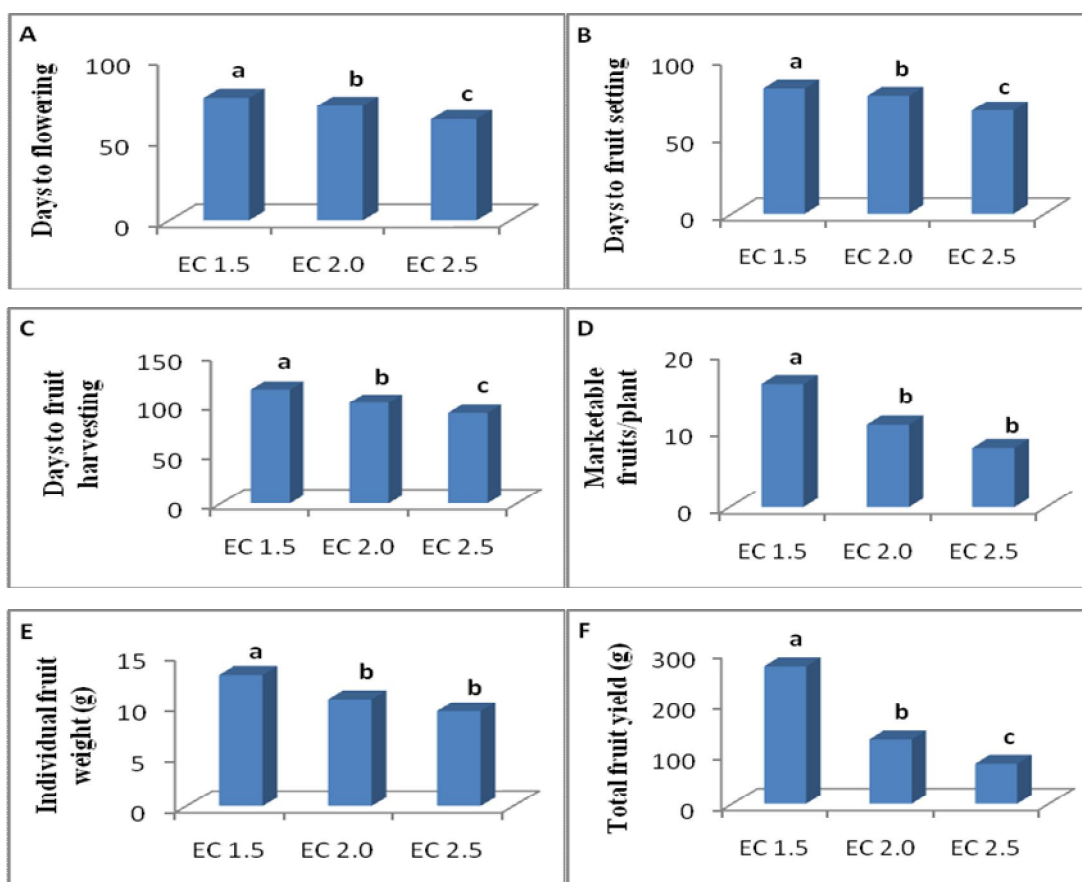 A
Days to flowering
100
50
0
a
b
c
EC 1.5
EC 2.0
EC 2.5
B
Days to fruit setting
100
50
0
a
b
c
EC 1.5
EC 2.0
EC 2.5
C
Days to fruit
harvesting
150
100
50
0
a
b
c
EC 1.5
EC 2.0
EC 2.5
D
Marketable
fruits/plant
20
10
0
a
b
b
EC 1.5
EC 2.0
EC 2.5
E
Individual fruit
weight (g)
15
10
5
0
a
b
b
EC 1.5
EC 2.0
EC 2.5
F
Total fruit yield (g)
300
200
100
0
a
b
c
EC 1.5
EC 2.0
EC 2.5